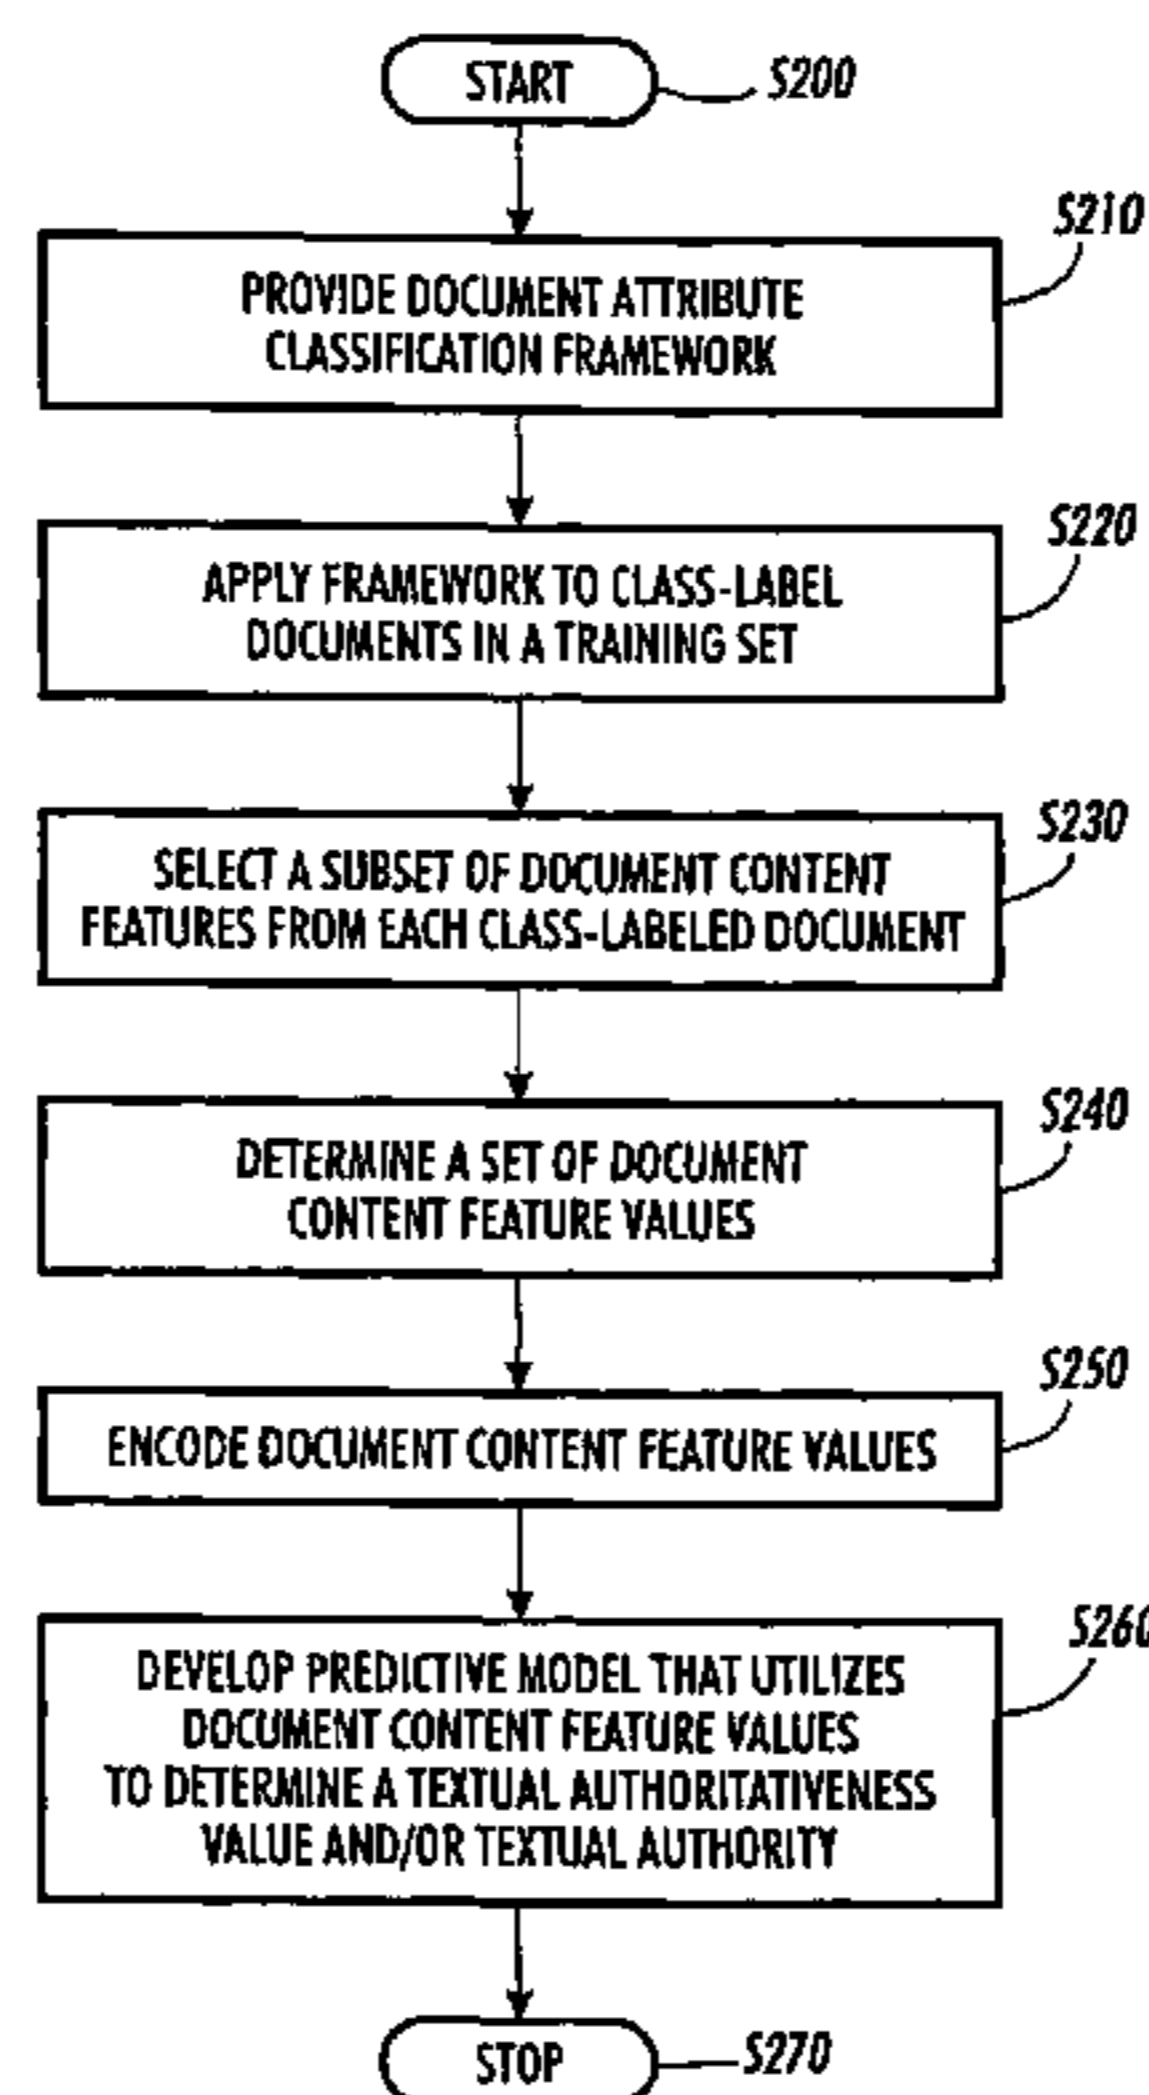 START
S200
S210
PROVIDE DOCUMENT ATTRIBUTE
CLASSIFICATION FRAMEWORK
S220
APPLY FRAMEWORK TO CLASS-LABEL
DOCUMENTS IN A TRAINING SET
S230
SELECT A SUBSET OF DOCUMENT CONTENT
FEATURES FROM EACH CLASS-LABELED DOCUMENT
S240
DETERMINE A SET OF DOCUMENT
CONTENT FEATURE VALUES
S250
ENCODE DOCUMENT CONTENT FEATURE VALUES
S260
DEVELOP PREDICTIVE MODEL THAT UTILIZES
DOCUMENT CONTENT FEATURE VALUES
TO DETERMINE A TEXTUAL AUTHORITATIVENESS
VALUE AND/OR TEXTUAL AUTHORITY
STOP
S270